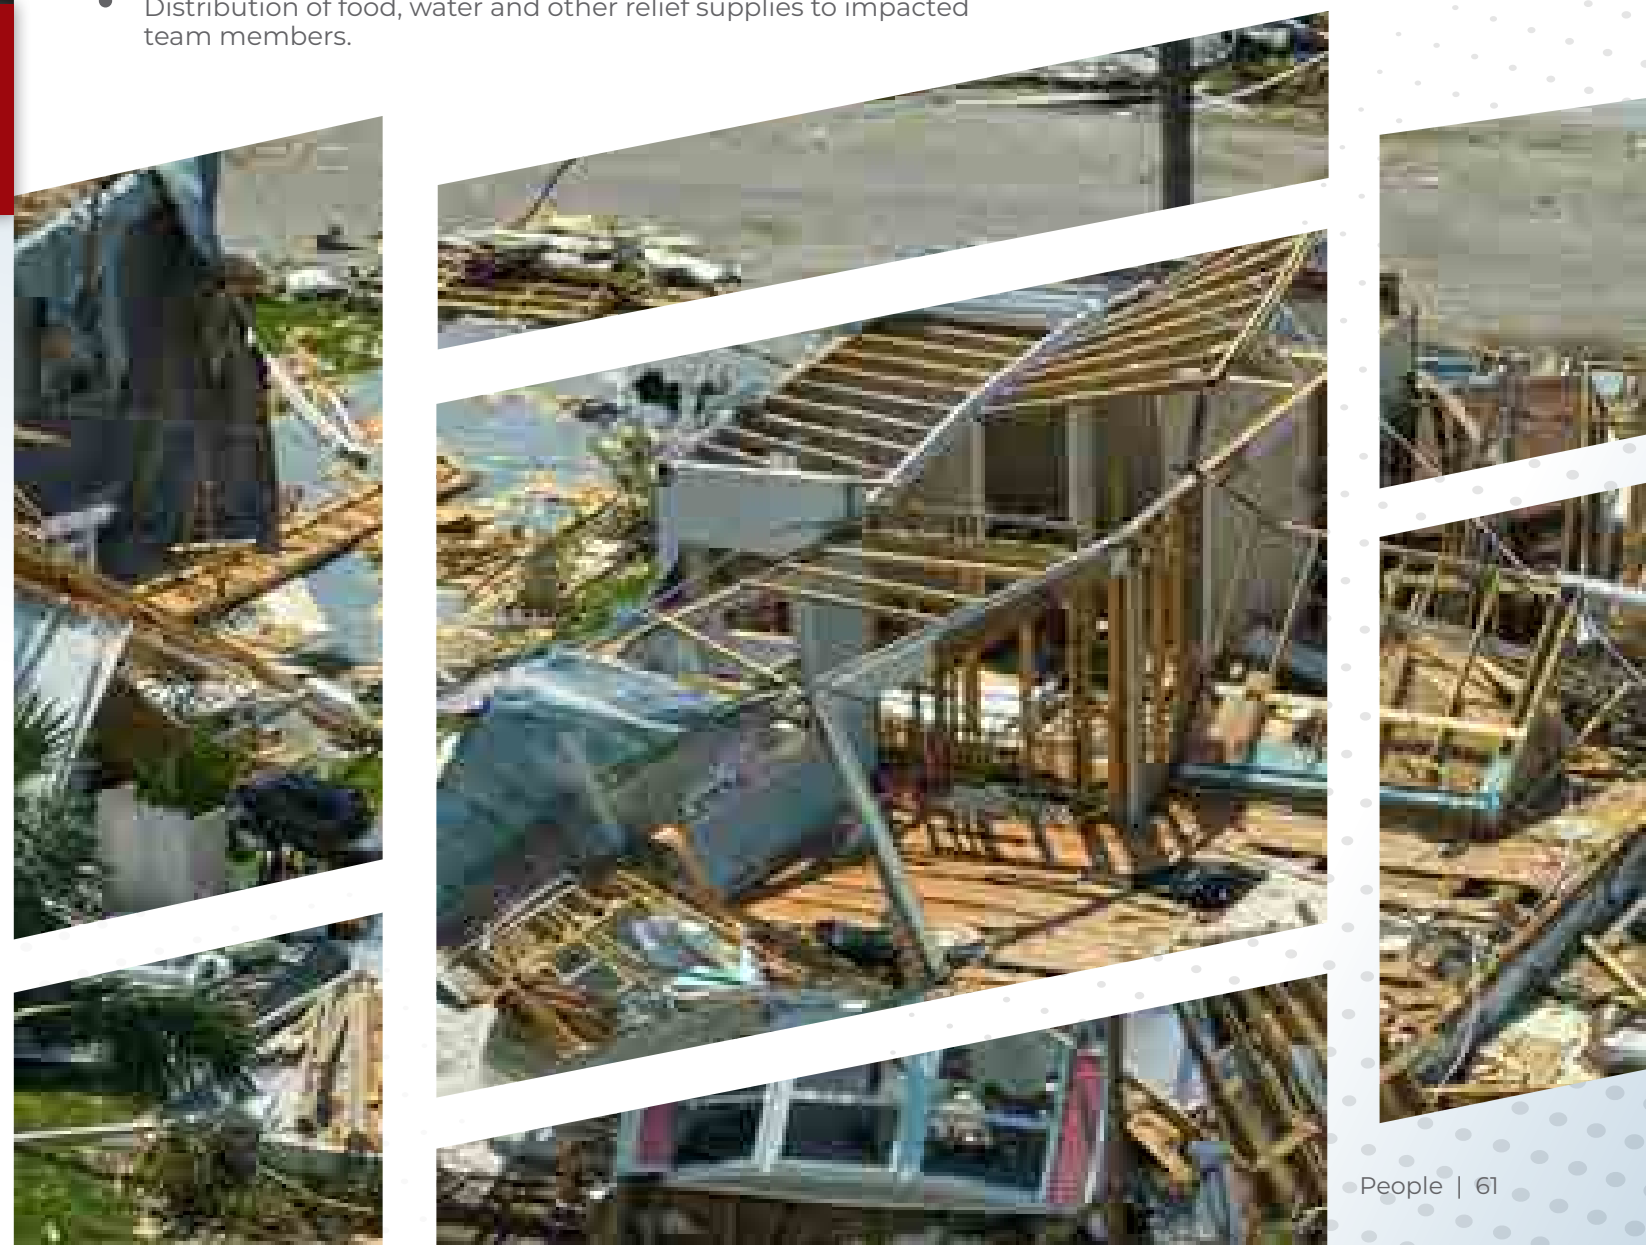 Distribution of food, water and other relief supplies to impacted
team members.
People | 61